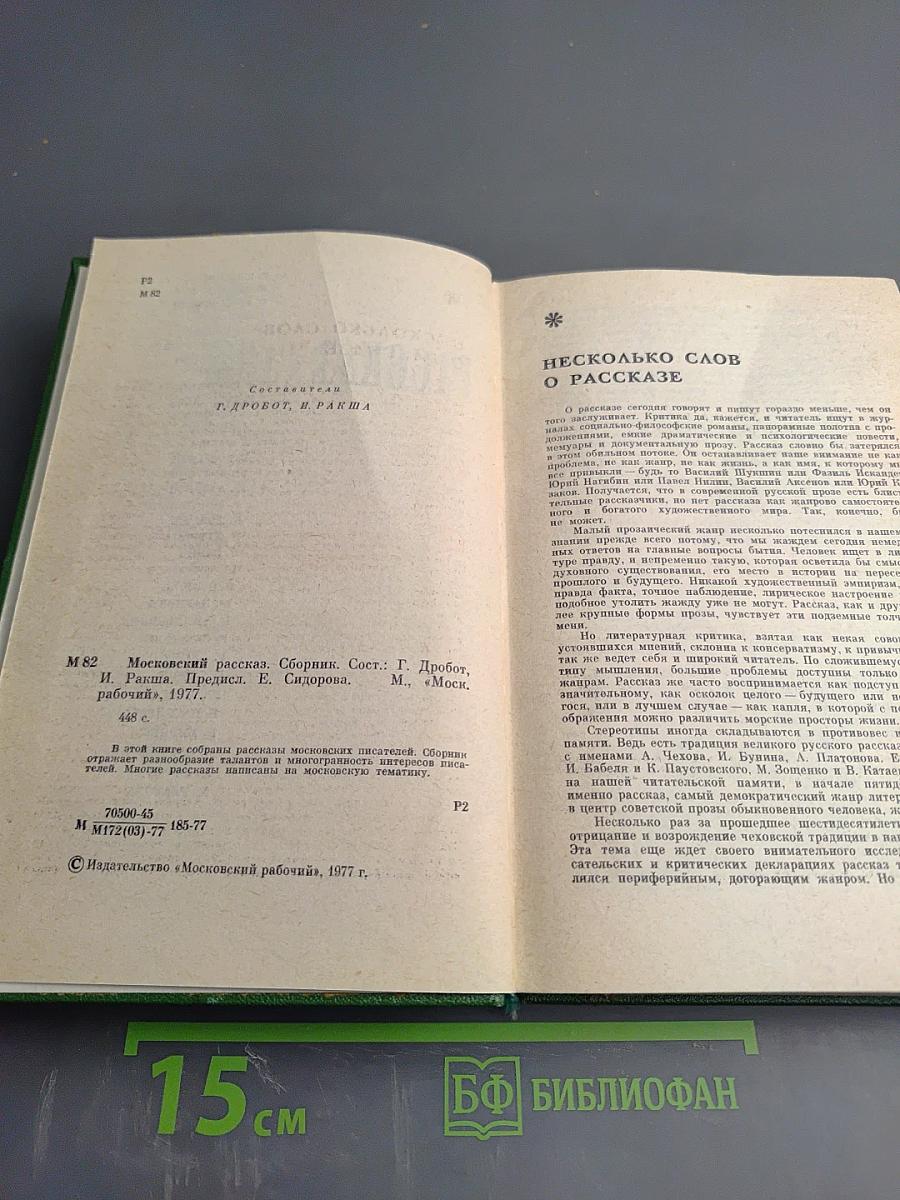 Р2
М 82
Составители
Г. ДРОБОТ, И. РАКША
М 82 Московский рассказ. Сборник. Сост.: Г. Дробот,
И. Ракша. Предисл. Е. Сидорова. М., «Моск.
рабочий», 1977.
448 с.
В этой книге собраны рассказы московских писателей. Сборник
отражает разнообразие талантов и многогранность интересов писа-
телей. Многие рассказы написаны на московскую тематику.
Р2
М 70500-45
М172(03)-77 185-77
© Издательство «Московский рабочий», 1977 г.
*
НЕСКОЛЬКО СЛОВ
О РАССКАЗЕ
О рассказе сегодня говорят и пишут гораздо меньше, чем он
того заслуживает. Критика да, кажется, и читатель ищут в жур-
налах социально-философские романы, панорамные полотна с про-
должениями, емкие драматические и психологические повести,
мемуары и документальную прозу. Рассказ словно бы затерялся
в этом обильном потоке. Он останавливает наше внимание не как
проблема, не как жанр, не как жизнь, а как имя, к которому мы
все привыкли — будь то Василий Шукшин или Фазиль Исканде
Юрий Нагибин или Павел Нилин, Василий Аксенов или Юрий К
заков. Получается, что в современной русской прозе есть блист
тельные рассказчики, но нет рассказа как жанрово самостояте
ного и богатого художественного мира. Так, конечно, б
не может.
Малый прозаический жанр несколько потеснился в нашем
знании прежде всего потому, что мы жаждем сегодня немед
ных ответов на главные вопросы бытия. Человек ищет в ли
туре правду, и непременно такую, которая осветила бы смыс
духовного существования, его место в истории на пересе
прошлого и будущего. Никакой художественный эмпиризм,
правда факта, точное наблюдение, лирическое настроение
подобное утолить жажду уже не могут. Рассказ, как и дру
лее крупные формы прозы, чувствует эти подземные толч
мени.
Но литературная критика, взятая как некая сово
устоявшихся мнений, склонна к консерватизму, к привыч
так же ведет себя и широкий читатель. По сложившемус
типу мышления, большие проблемы доступны только
жанрам. Рассказ же часто воспринимается как подступ
значительному, как осколок целого — будущего или не
гося, или в лучшем случае — как капля, в которой с по
ображения можно различить морские просторы жизни.
Стереотипы иногда складываются в противовес и
памяти. Ведь есть традиция великого русского расска
с именами А. Чехова, И. Бунина, А. Платонова. Е
И. Бабеля и К. Паустовского, М. Зощенко и В. Катае
на нашей читательской памяти, в начале пятид
именно рассказ, самый демократический жанр литер
в центр советской прозы обыкновенного человека, ж
Несколько раз за прошедшее шестидесятилети
отрицание и возрождение чеховской традиции в наш
Эта тема еще ждет своего внимательного исслед
сательских и критических декларациях рассказ т
лился периферийным, догорающим жанром. Но
15 см
БФ БИБЛИОФАН